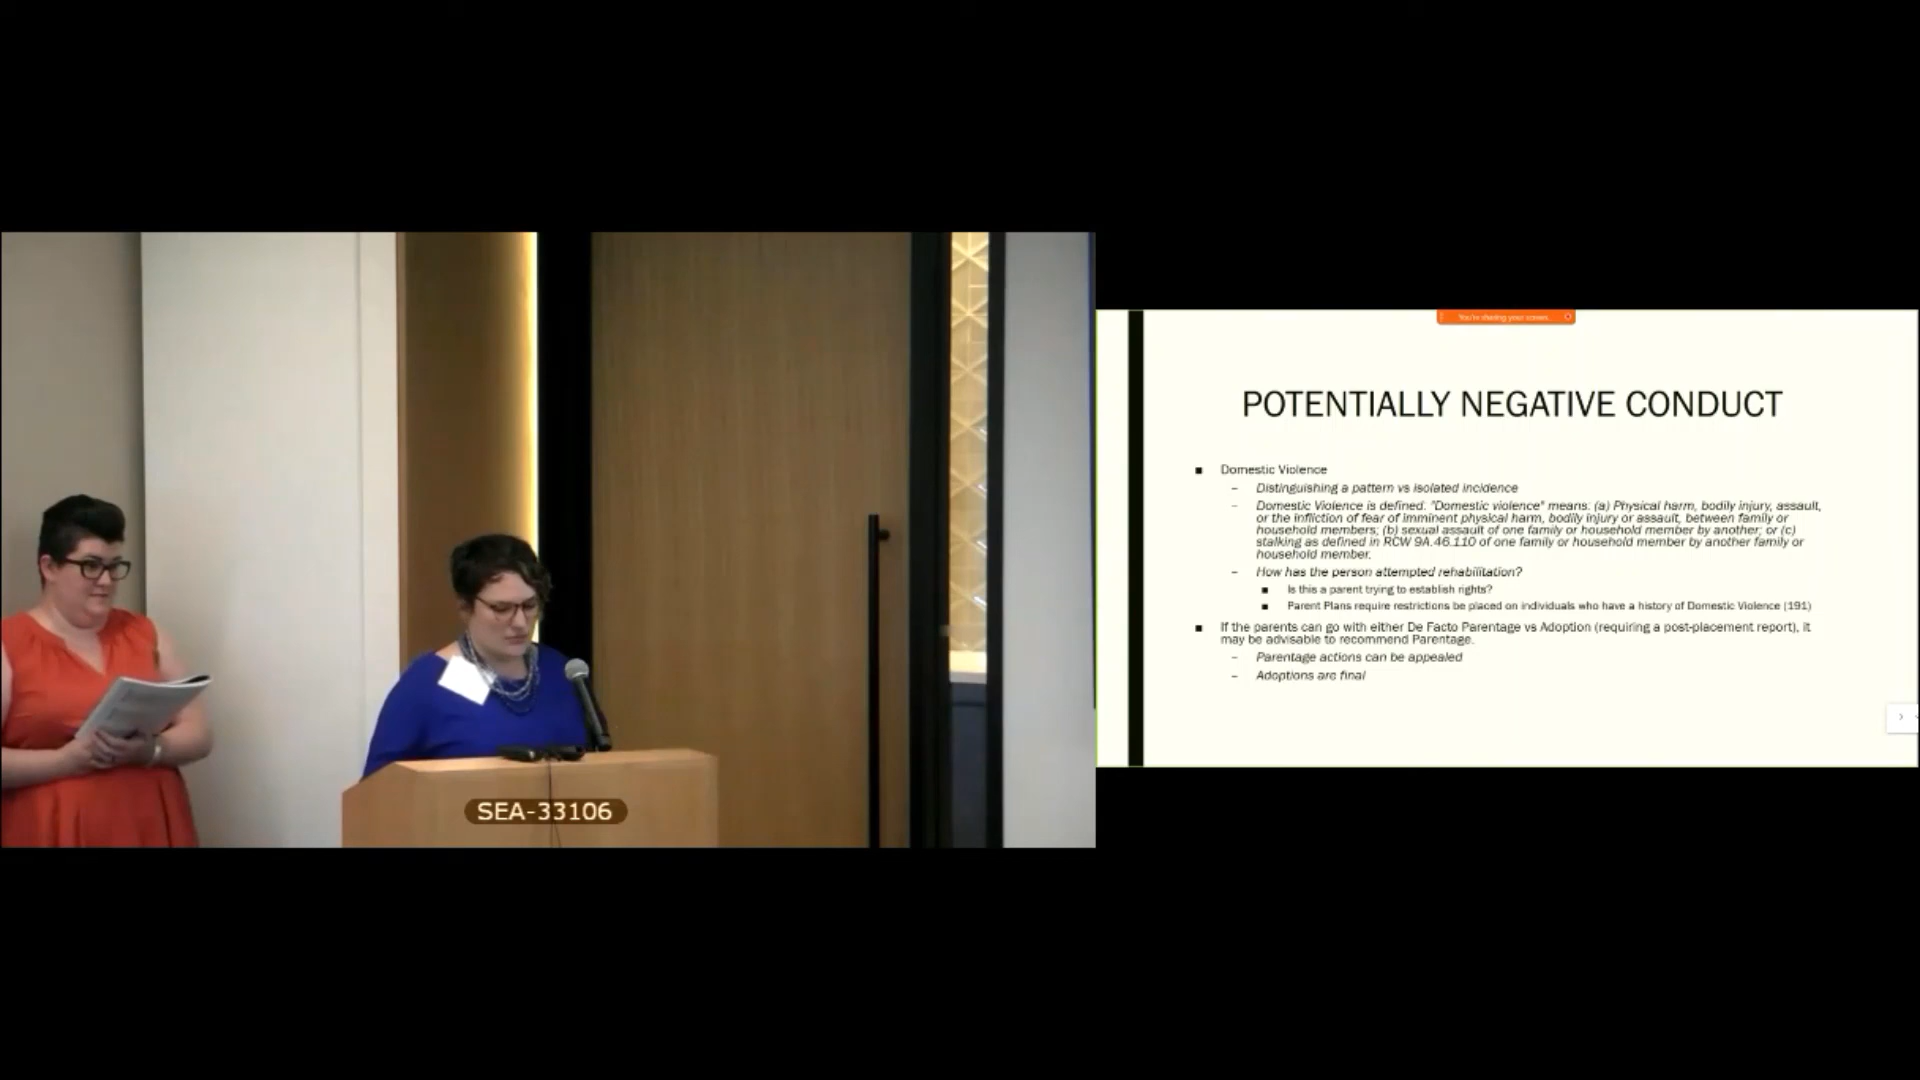 SEA-33106
You're sharing your screen...
POTENTIALLY NEGATIVE CONDUCT
■ Domestic Violence
– Distinguishing a pattern vs isolated incidence
– Domestic Violence is defined: "Domestic violence" means: (a) Physical harm, bodily injury, assault,
or the infliction of fear of imminent physical harm, bodily injury or assault, between family or
household members; (b) sexual assault of one family or household member by another; or (c)
stalking as defined in RCW 9A.46.110 of one family or household member by another family or
household member.
– How has the person attempted rehabilitation?
■ Is this a parent trying to establish rights?
■ Parent Plans require restrictions be placed on individuals who have a history of Domestic Violence (191)
■ If the parents can go with either De Facto Parentage vs Adoption (requiring a post-placement report), it
may be advisable to recommend Parentage.
– Parentage actions can be appealed
– Adoptions are final